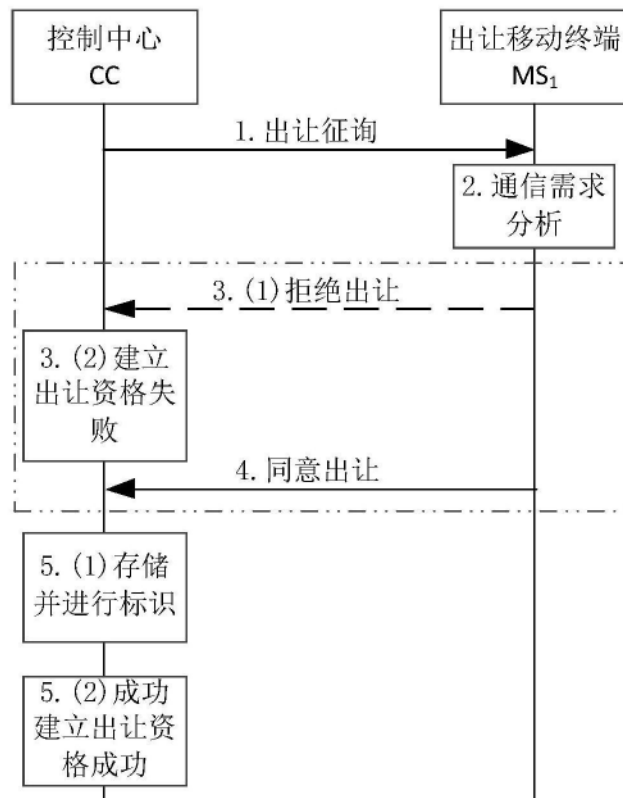 控制中心
CC
出让移动终端
MS₁
1. 出让征询
2. 通信需求
分析
3. (1)拒绝出让
3. (2)建立
出让资格失
败
4. 同意出让
5. (1)存储
并进行标识
5. (2)成功
建立出让资
格成功